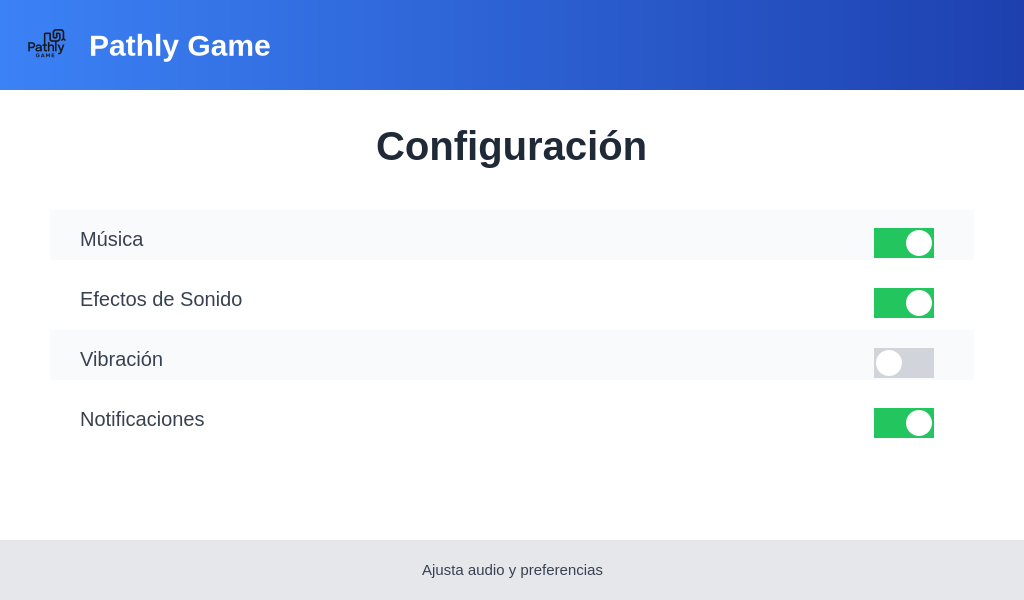 Pathly
GAME
Pathly Game
Configuración
Música
Efectos de Sonido
Vibración
Notificaciones
Ajusta audio y preferencias